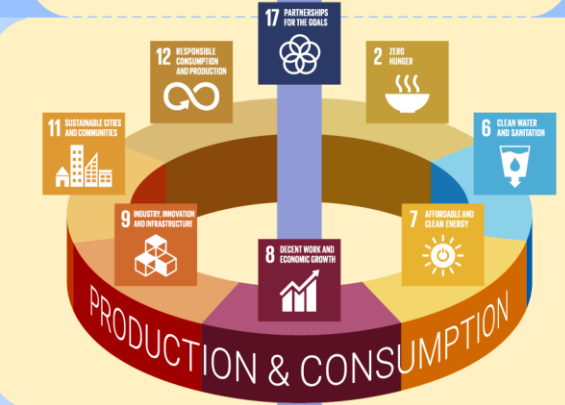 17 PARTNERSHIPS
FOR THE GOALS
12 RESPONSIBLE
CONSUMPTION
AND PRODUCTION
2 ZERO
HUNGER
11 SUSTAINABLE CITIES
AND COMMUNITIES
6 CLEAN WATER
AND SANITATION
9 INDUSTRY, INNOVATION
AND INFRASTRUCTURE
8 DECENT WORK AND
ECONOMIC GROWTH
7 AFFORDABLE AND
CLEAN ENERGY
PRODUCTION & CONSUMPTION